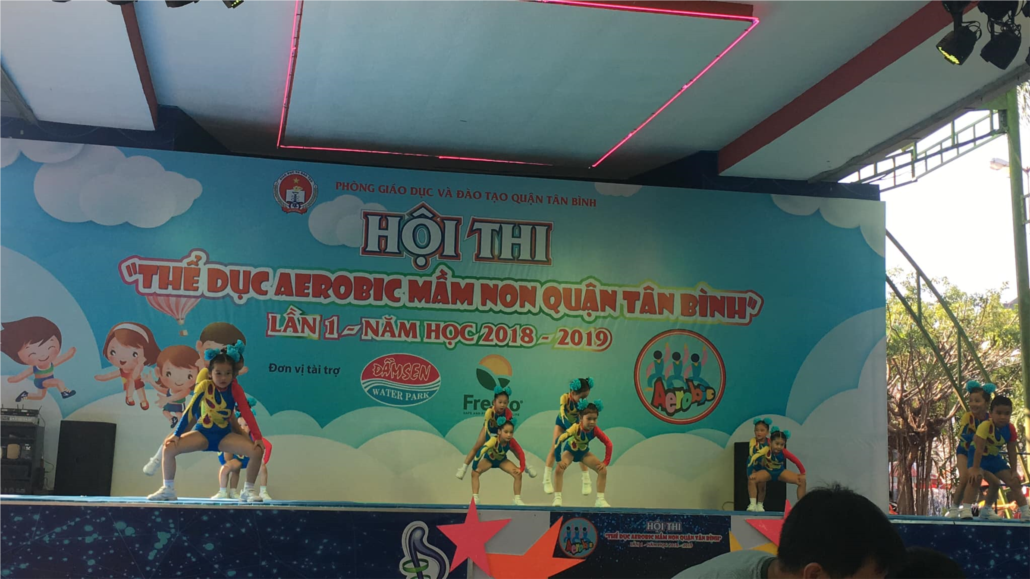 PHÒNG GIÁO DỤC VÀ ĐÀO TẠO QUẬN TÂN BÌNH
HỘI THI
"THỂ DỤC AEROBIC MẦM NON QUẬN TÂN BÌNH"
LẦN 1 - NĂM HỌC 2018 - 2019
Đơn vị tài trợ
ĐẦMSEN
WATER PARK
Aerobic
HỘI THI
"THỂ DỤC AEROBIC MẦM NON QUẬN TÂN BÌNH"